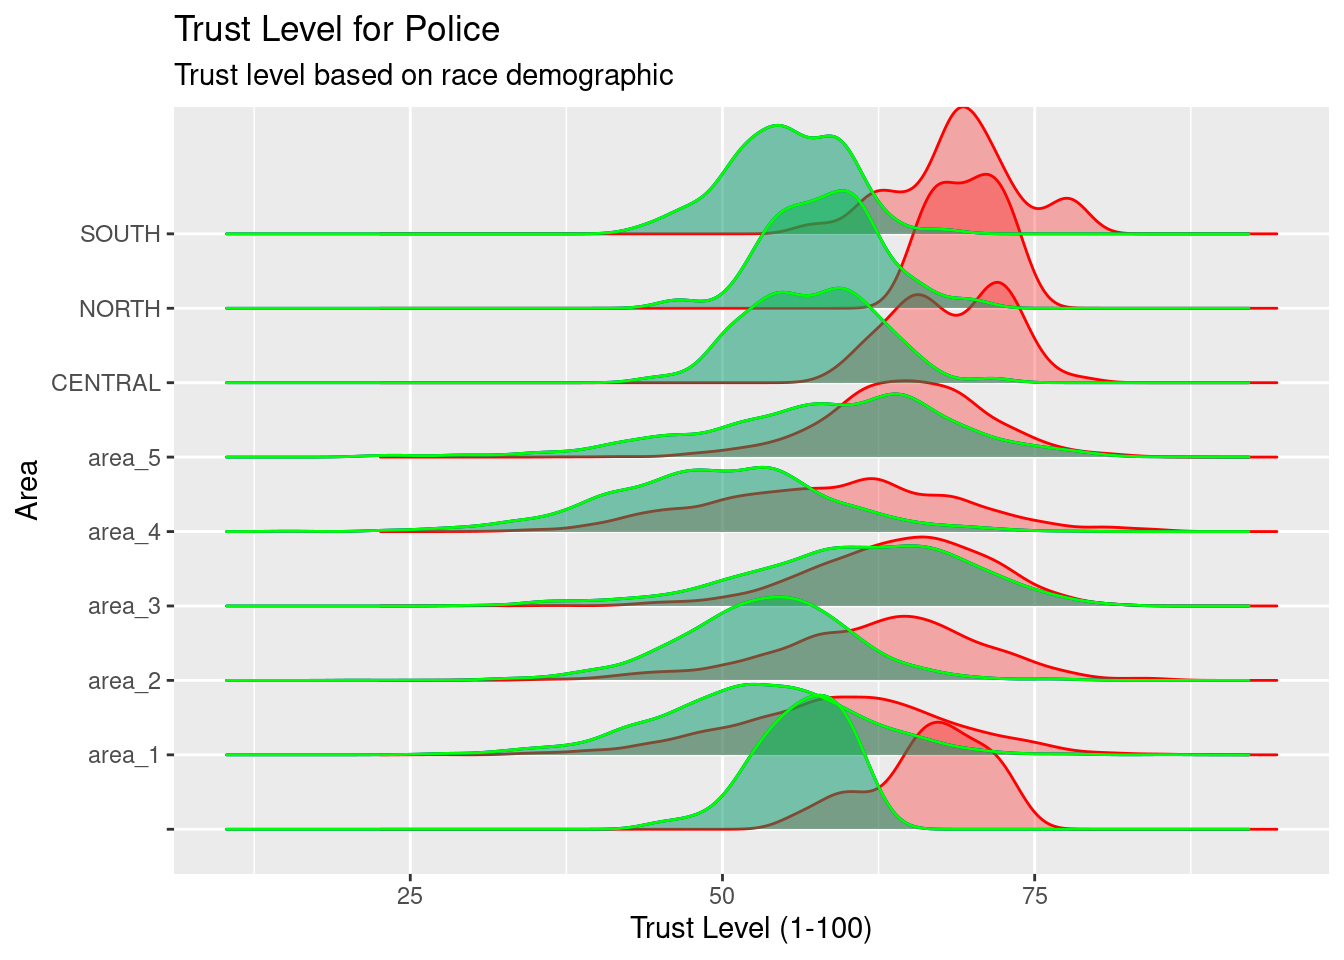 Trust Level for Police
Trust level based on race demographic
SOUTH
NORTH
CENTRAL
area_5
area_4
area_3
area_2
area_1
Area
25 50 75
Trust Level (1-100)